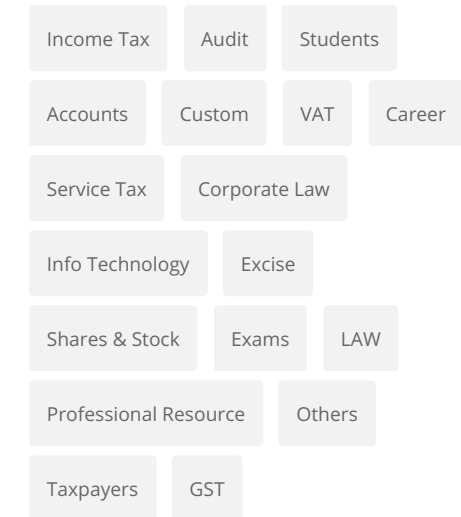 Income Tax Audit Students
Accounts Custom VAT Career
Service Tax Corporate Law
Info Technology Excise
Shares & Stock Exams LAW
Professional Resource Others
Taxpayers GST